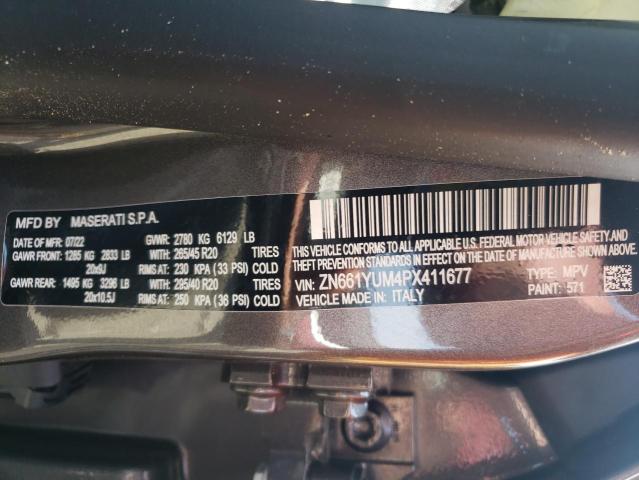 MFD BY MASERATI S.P.A.
DATE OF MFR: 07/22 GVWR: 2780 KG 6129 LB
GAWR FRONT: 1285 KG 2833 LB WITH 265/45 R20 TIRES
20x9J RIMS AT 230 KPA (33 PSI) COLD
GAWR REAR: 1495 KG 3296 LB WITH 295/40 R20 TIRES
20x10.5J RIMS AT 250 KPA (36 PSI) COLD
THIS VEHICLE CONFORMS TO ALL APPLICABLE U.S. FEDERAL MOTOR VEHICLE SAFETY
AND THEFT PREVENTION STANDARDS IN EFFECT ON THE DATE OF MANUFACTURE SHOWN ABOVE.
VIN: ZN661YUM4PX411677 TYPE: MPV
VEHICLE MADE IN: ITALY PAINT: 571